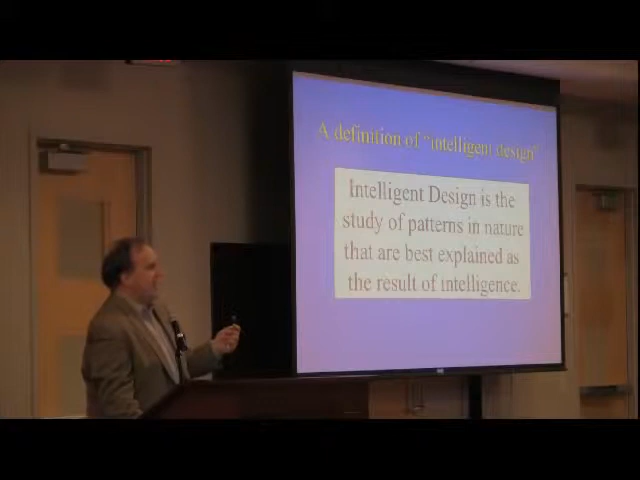 A definition of "intelligent design"
Intelligent Design is the
study of patterns in nature
that are best explained as
the result of intelligence.